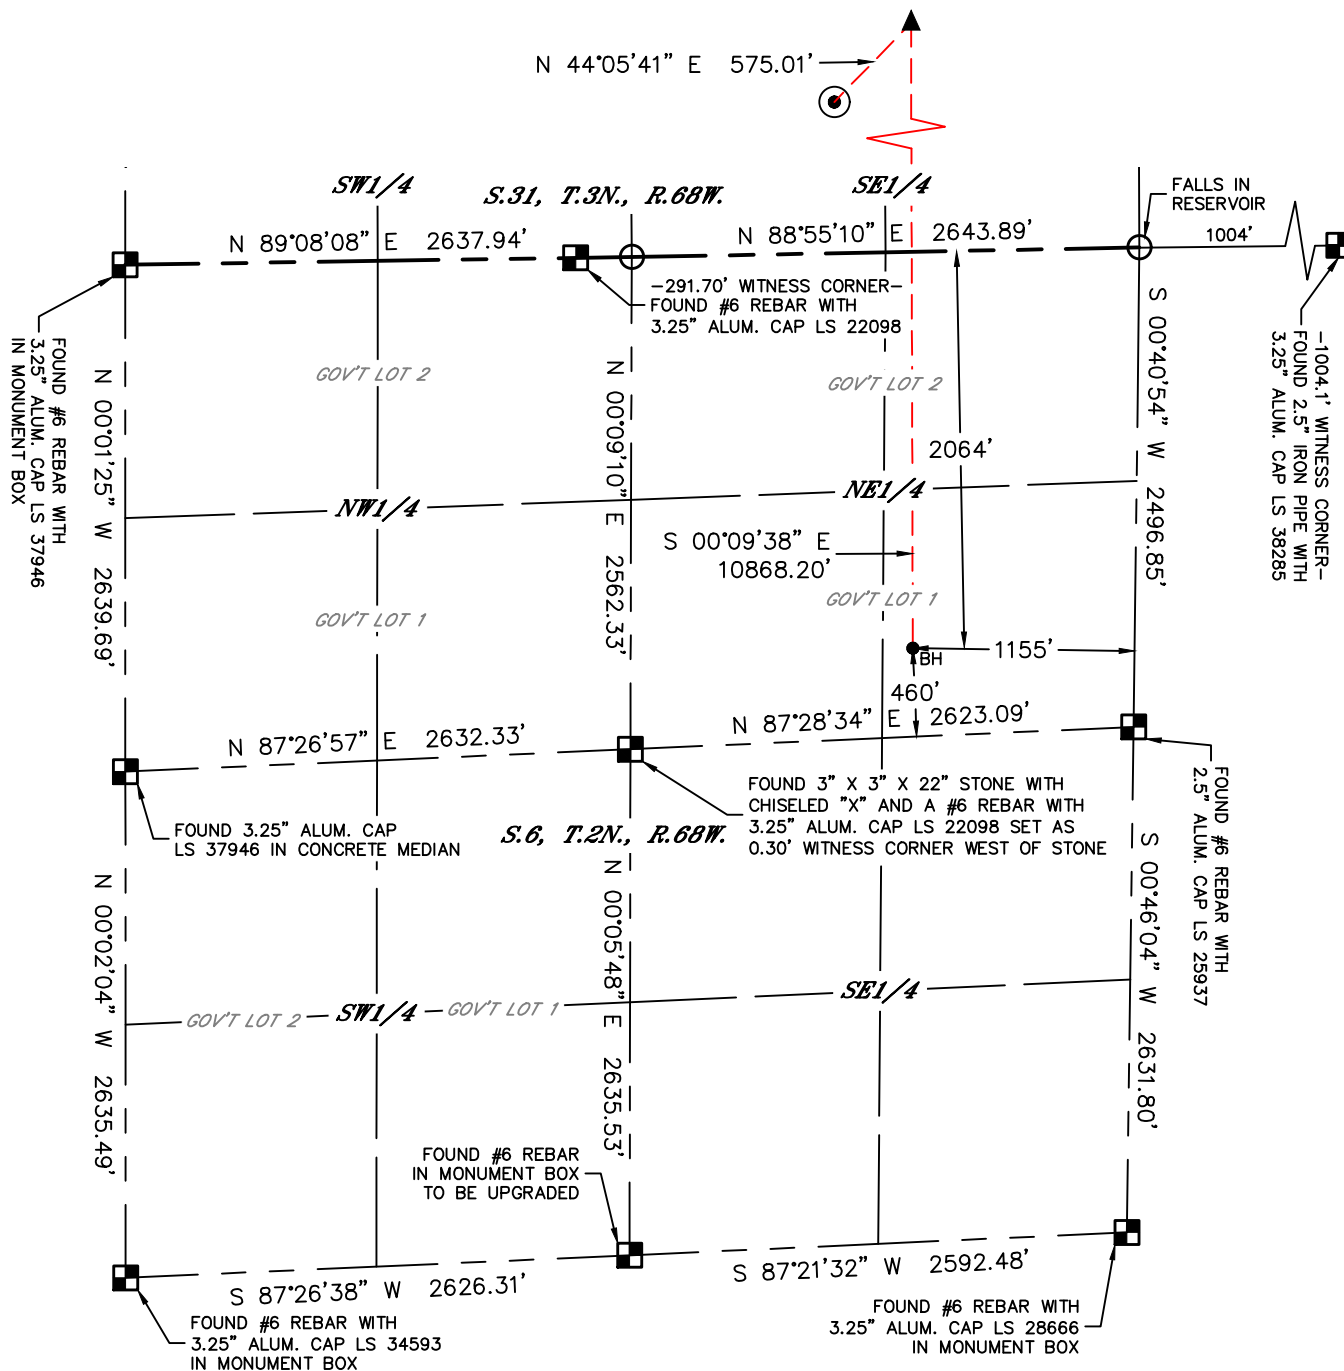 N 44°05'41" E 575.01'
SW1/4
S.31, T.3N., R.68W.
SE1/4
FALLS IN
RESERVOIR
1004'
N 89°08'08" E 2637.94'
N 88°55'10" E 2643.89'
-291.70' WITNESS CORNER-
FOUND #6 REBAR WITH
3.25" ALUM. CAP LS 22098
FOUND #6 REBAR WITH
3.25" ALUM. CAP LS 37946
IN MONUMENT BOX
N 00°01'25" W 2639.69'
GOV'T LOT 2
N 00°09'10" E 2562.33'
GOV'T LOT 2
2064'
S 00°40'54" W 2496.85'
-1004.1' WITNESS CORNER-
FOUND 2.5" IRON PIPE WITH
3.25" ALUM. CAP LS 38285
NW1/4
NE1/4
S 00°09'38" E
10868.20'
GOV'T LOT 1
GOV'T LOT 1
BH
1155'
460'
N 87°26'57" E 2632.33'
N 87°28'34" E 2623.09'
FOUND 3" X 3" X 22" STONE WITH
CHISELED "X" AND A #6 REBAR WITH
3.25" ALUM. CAP LS 22098 SET AS
0.30' WITNESS CORNER WEST OF STONE
FOUND #6 REBAR WITH
2.5" ALUM. CAP LS 25937
FOUND 3.25" ALUM. CAP
LS 37946 IN CONCRETE MEDIAN
S.6, T.2N., R.68W.
N 00°02'04" W 2635.49'
N 00°05'48" E 2635.53'
S 00°46'04" W 2631.80'
GOV'T LOT 2
SW1/4
GOV'T LOT 1
SE1/4
FOUND #6 REBAR
IN MONUMENT BOX
TO BE UPGRADED
S 87°26'38" W 2626.31'
S 87°21'32" W 2592.48'
FOUND #6 REBAR WITH
3.25" ALUM. CAP LS 34593
IN MONUMENT BOX
FOUND #6 REBAR WITH
3.25" ALUM. CAP LS 28666
IN MONUMENT BOX